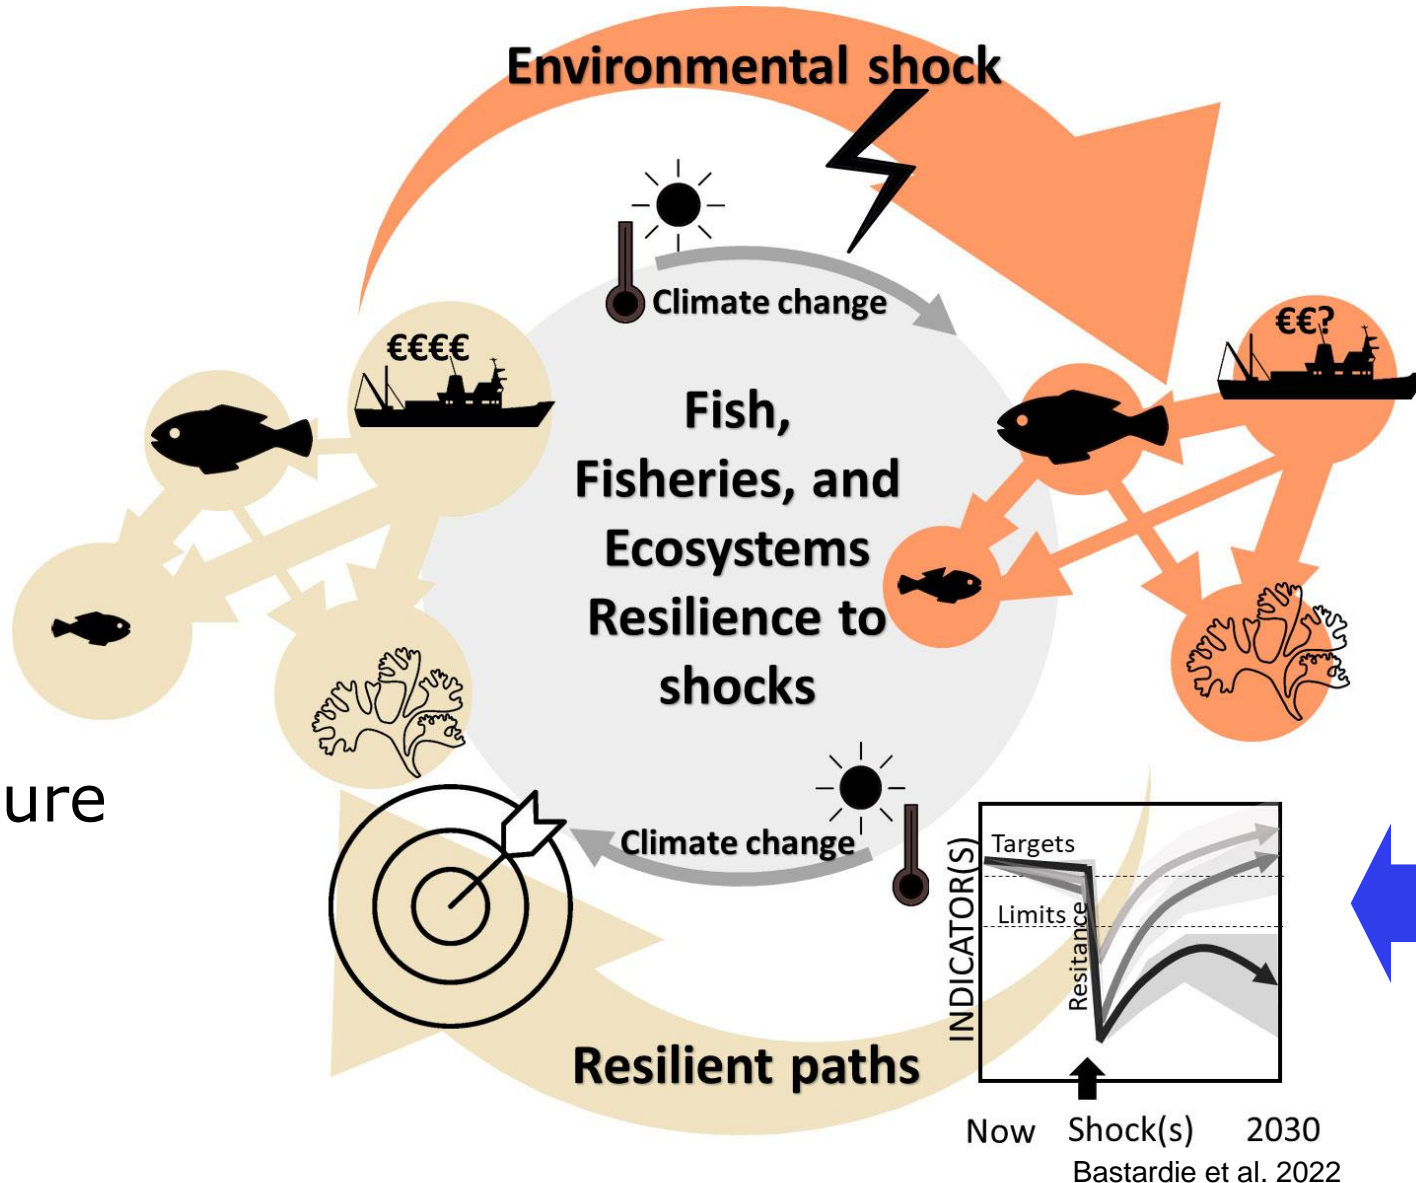 Environmental shock
Climate change
€€€€
€€?
Fish,
Fisheries, and
Ecosystems
Resilience to
shocks
ure
Climate change
Resilient paths
INDICATOR(S)
Targets
Limits
Resitance
Now Shock(s) 2030
Bastardie et al. 2022